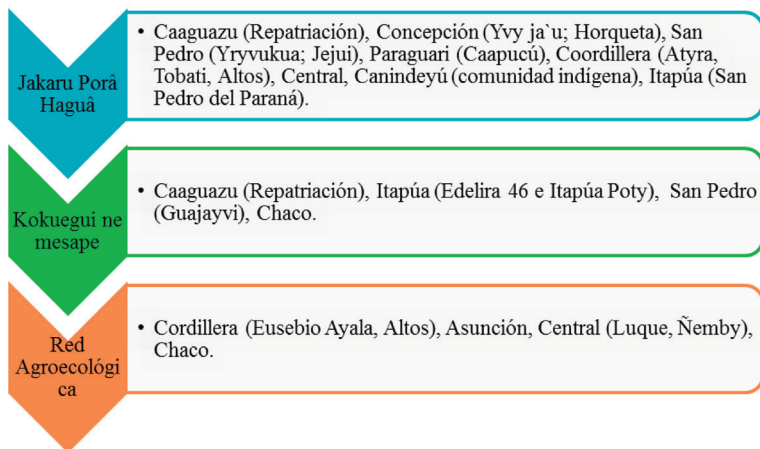 Jakaru Porâ
Haguâ
• Caaguazu (Repatriación), Concepción (Yvy ja`u; Horqueta), San
Pedro (Yryvukua; Jejui), Paraguari (Caapucú), Coordillera (Atyra,
Tobati, Altos), Central, Canindeyú (comunidad indígena), Itapúa (San
Pedro del Paraná).
Kokuegui ne
mesape
• Caaguazu (Repatriación), Itapúa (Edelira 46 e Itapúa Poty), San Pedro
(Guajayvi), Chaco.
Red
Agroecológi
ca
• Cordillera (Eusebio Ayala, Altos), Asunción, Central (Luque, Ñemby),
Chaco.